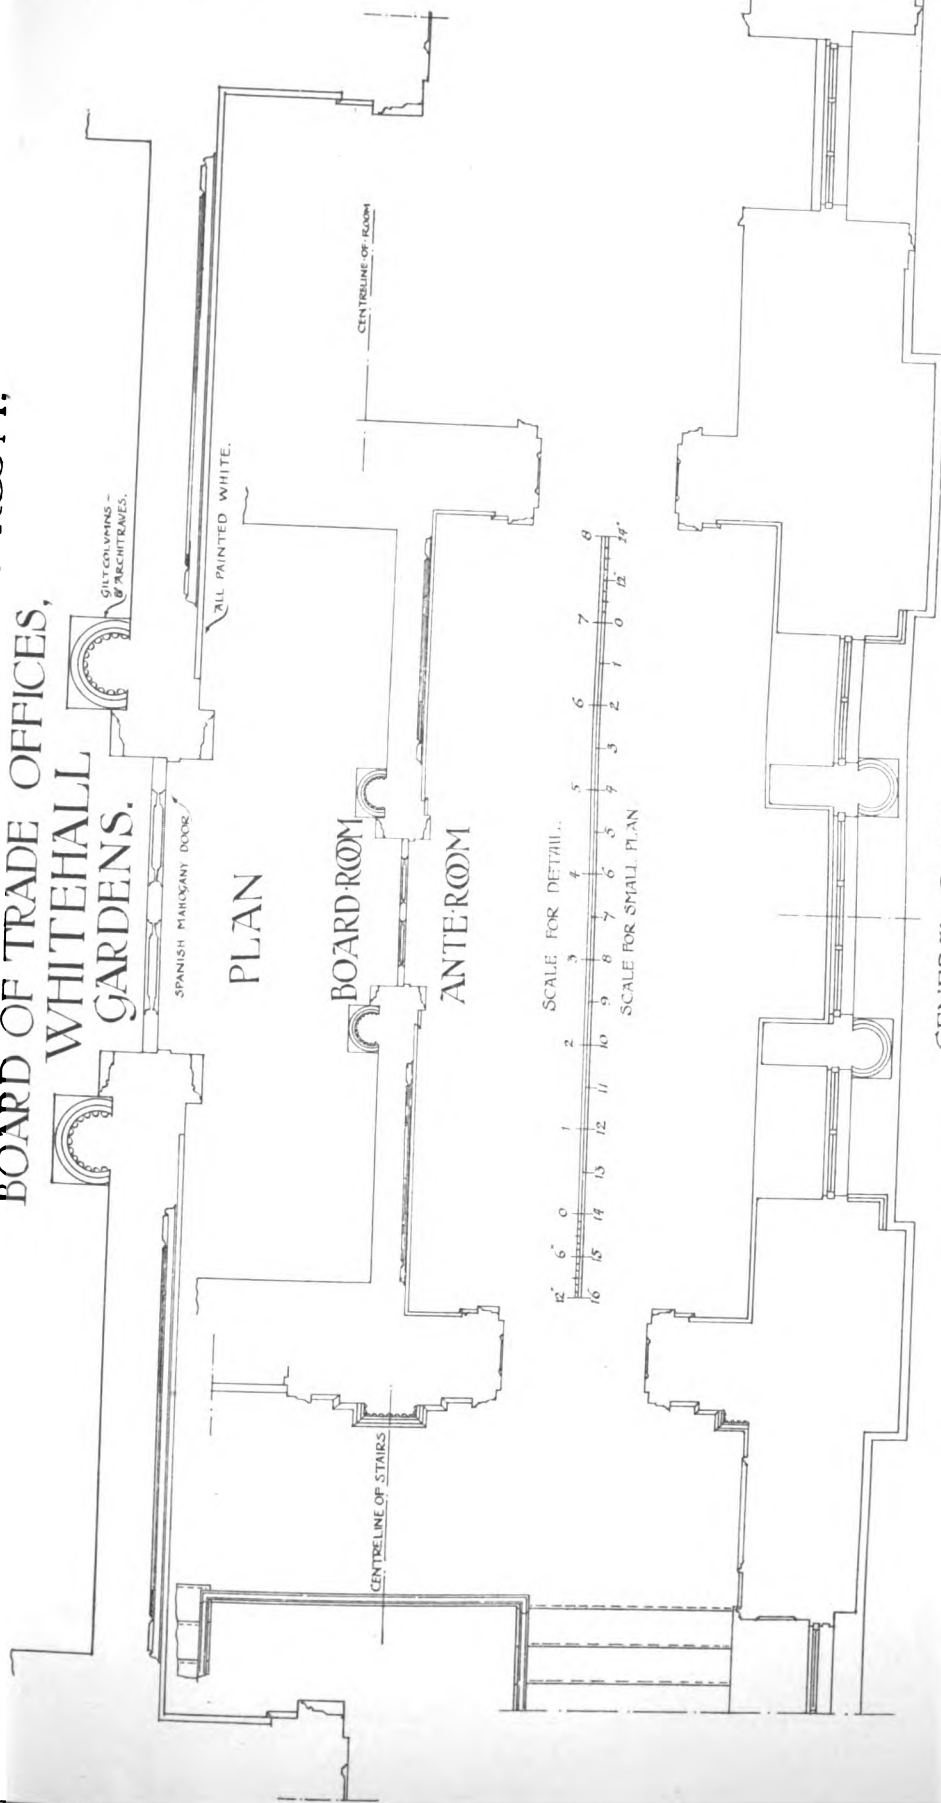 BOARD OF TRADE OFFICES,
WHITEHALL
GARDENS.
GILT COLVMNS -
& ARCHITRAVES.
SPANISH MAHOGANY DOOR
ALL PAINTED WHITE.
PLAN
CENTRELINE·OF·ROOM
BOARD·ROOM
ANTE·ROOM
CENTRELINE OF STAIRS
SCALE FOR DETAIL.
12" 6" 0 1 2 3 4 5 6 7 8
16 15 14 13 12 11 10 9 8 7 6 5 4 3 2 1 0 12" 24"
SCALE FOR SMALL PLAN